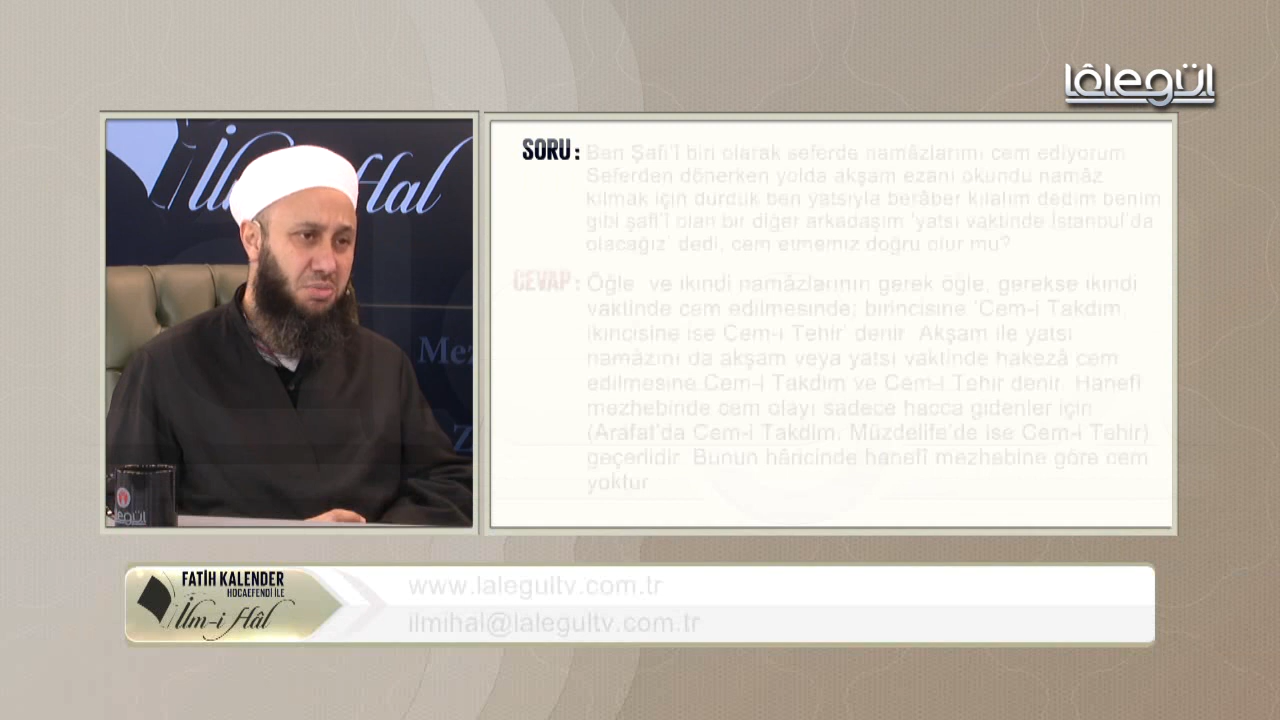 lâlegül
İlm-i Hal
SORU : Ben Şafi'î biri olarak seferde namâzlarımı cem ediyorum
Seferden dönerken yolda akşam ezanı okundu namâz
kılmak için durduk ben yatsıyla berâber kılalım dedim benim
gibi şafi'î olan bir diğer arkadaşım 'yatsı vaktinde İstanbul'da
olacağız' dedi, cem etmemiz doğru olur mu?
CEVAP : Öğle ve ikindi namâzlarının gerek öğle, gerekse ikindi
vaktinde cem edilmesinde; birincisine 'Cem-i Takdim,
ikincisine ise Cem-i Tehir' denir. Akşam ile yatsı
namâzını da akşam veya yatsı vaktinde hakezâ cem
edilmesine Cem-i Takdim ve Cem-i Tehir denir. Hanefî
mezhebinde cem olayı sadece hacca gidenler için
(Arafat'da Cem-i Takdim, Müzdelife'de ise Cem-i Tehir)
geçerlidir. Bunun hâricinde hanefî mezhebine göre cem
yoktur
Mez
egül
FATİH KALENDER
HOCAEFENDİ İLE
İlm-i Hâl
www.lalegultv.com.tr
ilmihal@lalegultv.com.tr